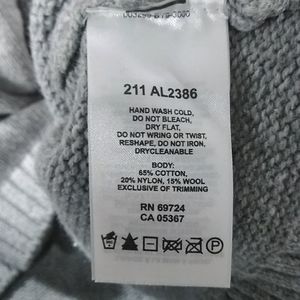 211 AL2386
HAND WASH COLD,
DO NOT BLEACH,
DRY FLAT,
DO NOT WRING OR TWIST,
RESHAPE, DO NOT IRON,
DRYCLEANABLE
BODY:
65% COTTON,
20% NYLON, 15% WOOL
EXCLUSIVE OF TRIMMING
RN 69724
CA 05367